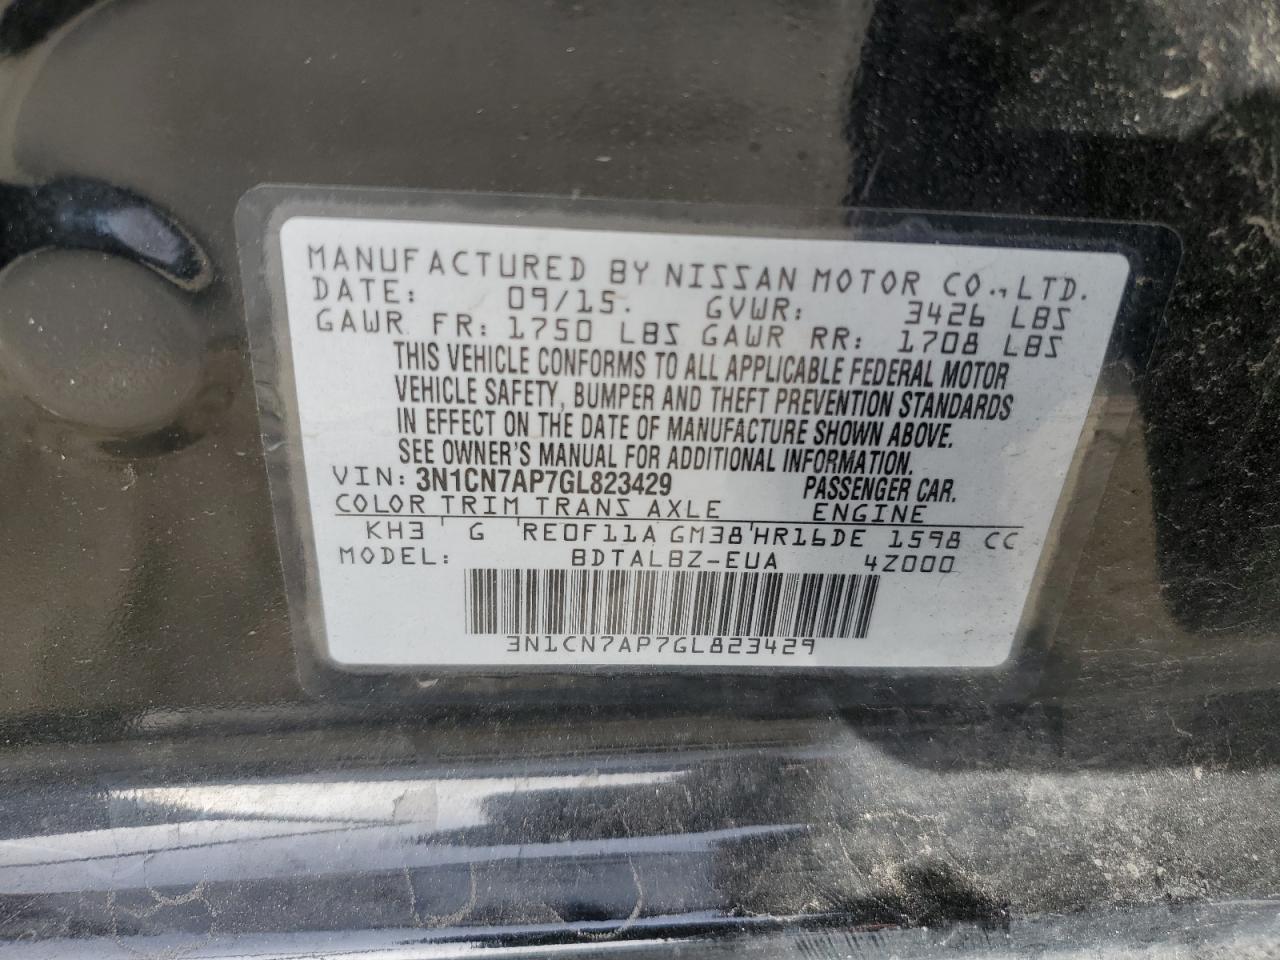 MANUFACTURED BY NISSAN MOTOR CO., LTD.
DATE: 09/15. GVWR: 3426 LBS
GAWR FR: 1750 LBS GAWR RR: 1708 LBS
THIS VEHICLE CONFORMS TO ALL APPLICABLE FEDERAL MOTOR
VEHICLE SAFETY, BUMPER AND THEFT PREVENTION STANDARDS
IN EFFECT ON THE DATE OF MANUFACTURE SHOWN ABOVE.
SEE OWNER'S MANUAL FOR ADDITIONAL INFORMATION.
VIN: 3N1CN7AP7GL823429 PASSENGER CAR.
COLOR TRIM TRANS AXLE ENGINE
KH3 ' G ' RE0F11A GM38 ' HR16DE 1598 CC
MODEL: BDTALBZ-EUA 4Z000
3N1CN7AP7GL823429